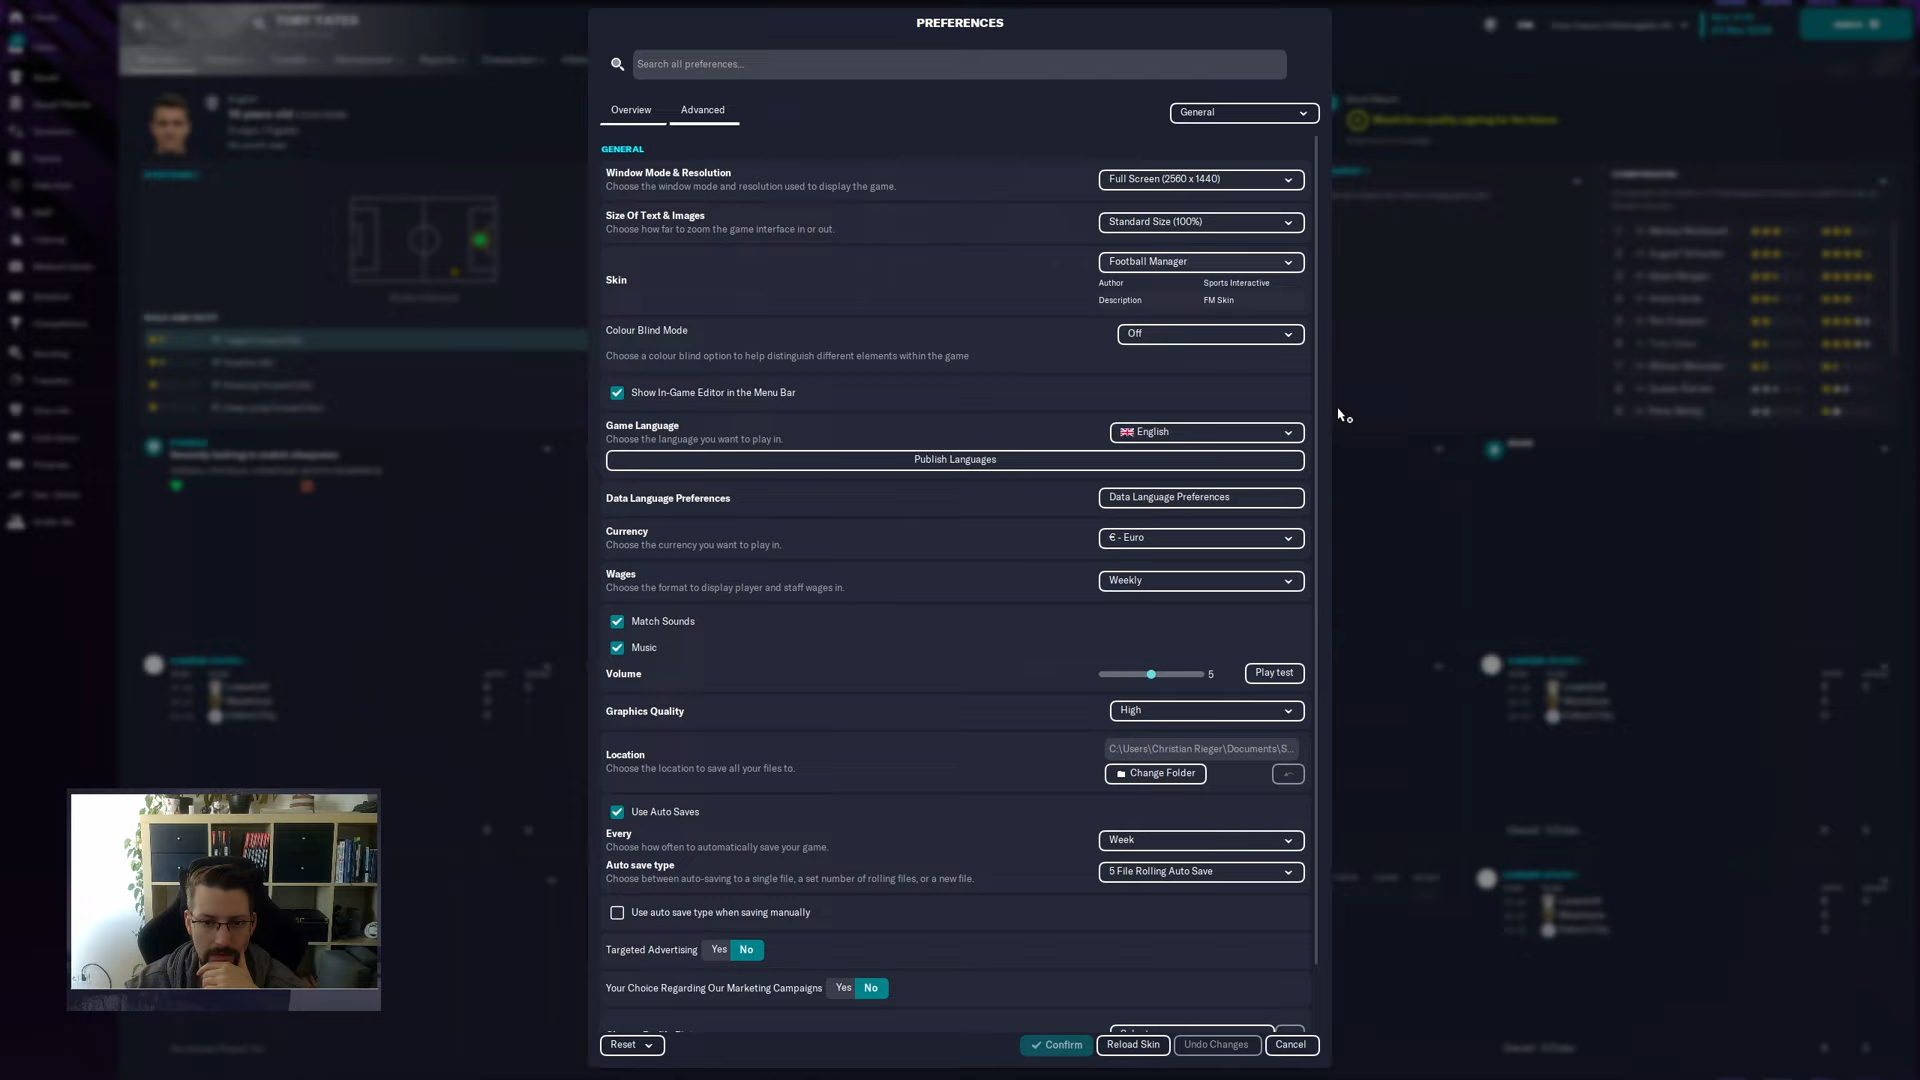 PREFERENCES
Search all preferences...
Overview
Advanced
General
GENERAL
Window Mode & Resolution
Choose the window mode and resolution used to display the game.
Full Screen (2560 x 1440)
Size Of Text & Images
Choose how far to zoom the game interface in or out.
Standard Size (100%)
Skin
Football Manager
Author
Sports Interactive
Description
FM Skin
Colour Blind Mode
Off
Choose a colour blind option to help distinguish different elements within the game
Show In-Game Editor in the Menu Bar
Game Language
Choose the language you want to play in.
English
Publish Languages
Data Language Preferences
Data Language Preferences
Currency
Choose the currency you want to play in.
€ - Euro
Wages
Choose the format to display player and staff wages in.
Weekly
Match Sounds
Music
Volume
5
Play test
Graphics Quality
High
Location
Choose the location to save all your files to.
C:\Users\Christian Rieger\Documents\S...
Change Folder
Use Auto Saves
Every
Choose how often to automatically save your game.
Week
Auto save type
Choose between auto-saving to a single file, a set number of rolling files, or a new file.
5 File Rolling Auto Save
Use auto save type when saving manually
Targeted Advertising
Yes
No
Your Choice Regarding Our Marketing Campaigns
Yes
No
Reset
Confirm
Reload Skin
Undo Changes
Cancel